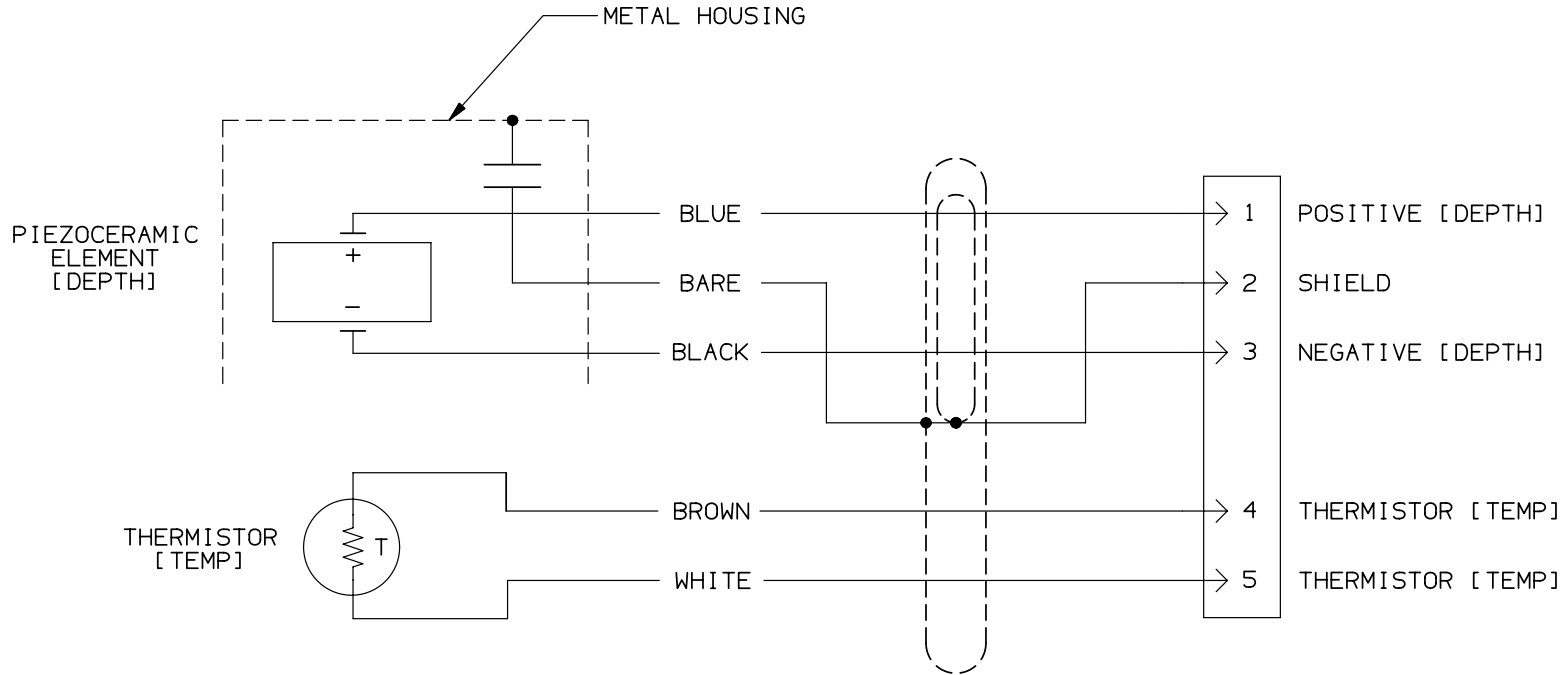 METAL HOUSING
PIEZOCERAMIC
ELEMENT
[DEPTH]
+
−
BLUE
BARE
BLACK
1 POSITIVE [DEPTH]
2 SHIELD
3 NEGATIVE [DEPTH]
THERMISTOR
[TEMP]
T
BROWN
WHITE
4 THERMISTOR [TEMP]
5 THERMISTOR [TEMP]